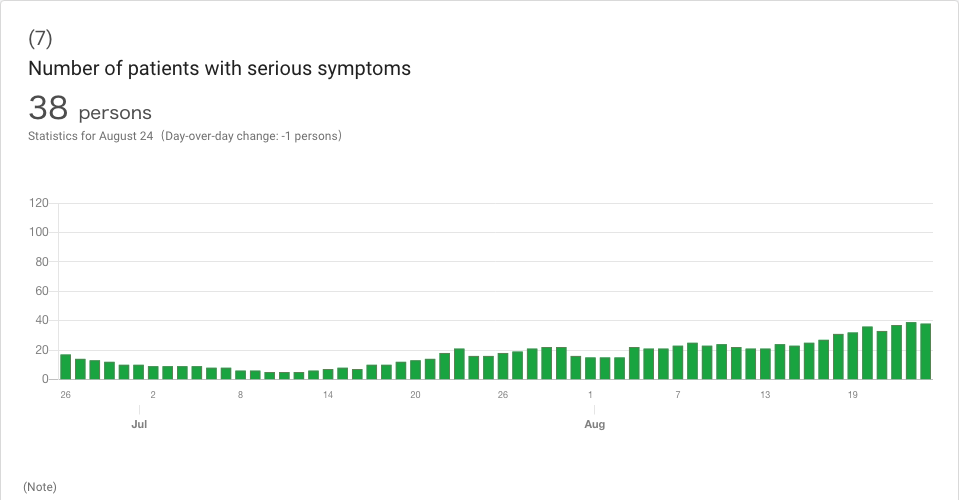 (7)
Number of patients with serious symptoms
38 persons
Statistics for August 24（Day-over-day change: -1 persons）
120
100
80
60
40
20
0
26 2 8 14 20 26 1 7 13 19
Jul Aug
(Note)